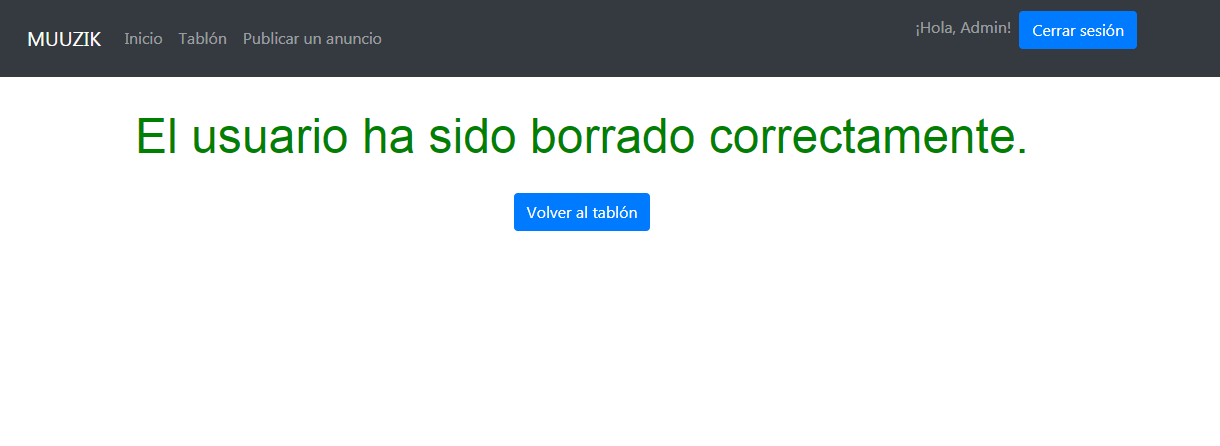 MUUZIK Inicio Tablón Publicar un anuncio ¡Hola, Admin! Cerrar sesión
El usuario ha sido borrado correctamente.
Volver al tablón